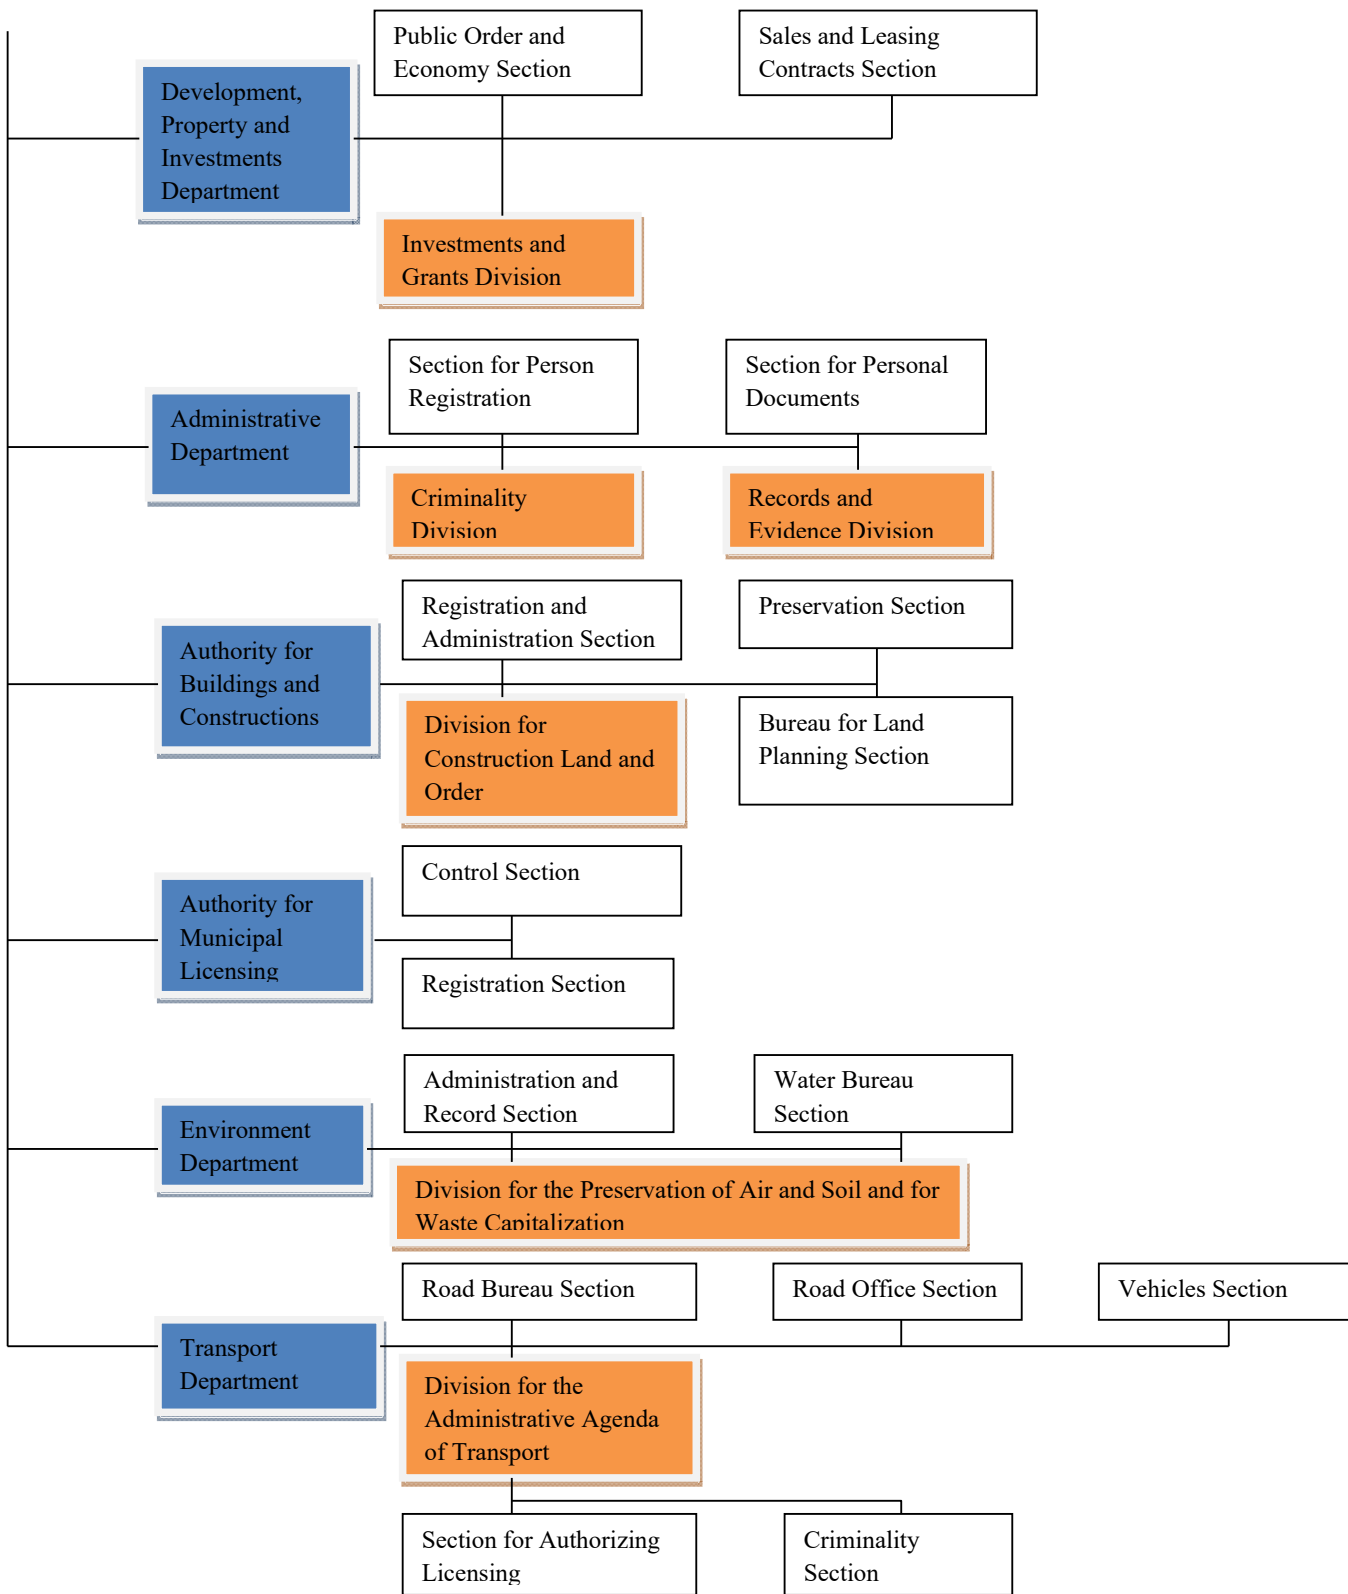 Public Order and
Economy Section
Sales and Leasing
Contracts Section
Development,
Property and
Investments
Department
Investments and
Grants Division
Section for Person
Registration
Section for Personal
Documents
Administrative
Department
Criminality
Division
Records and
Evidence Division
Registration and
Administration Section
Preservation Section
Authority for
Buildings and
Constructions
Division for
Construction Land and
Order
Bureau for Land
Planning Section
Control Section
Authority for
Municipal
Licensing
Registration Section
Administration and
Record Section
Water Bureau
Section
Environment
Department
Division for the Preservation of Air and Soil and for
Waste Capitalization
Road Bureau Section
Road Office Section
Vehicles Section
Transport
Department
Division for the
Administrative Agenda
of Transport
Section for Authorizing
Licensing
Criminality
Section